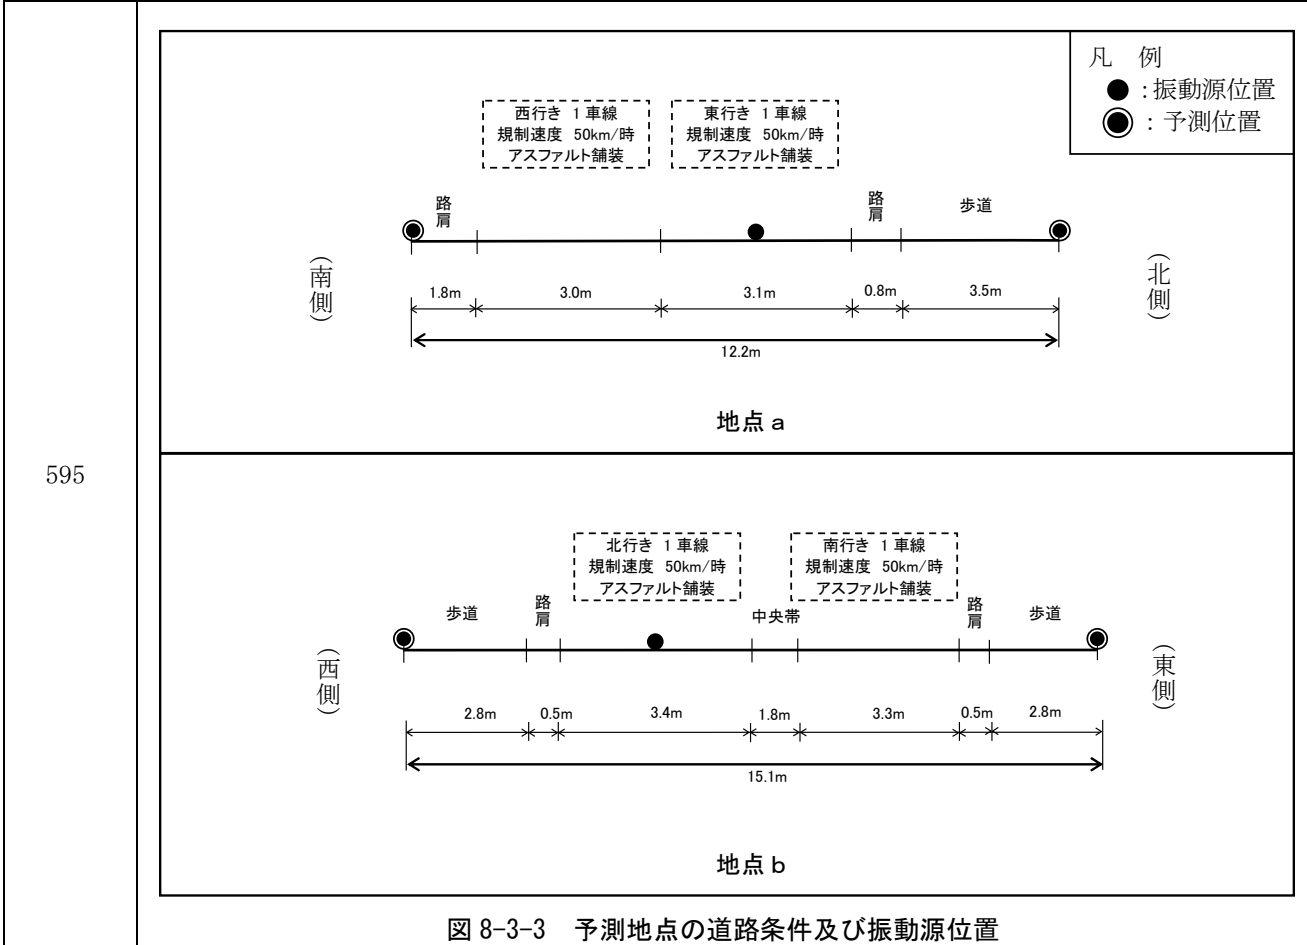 595
凡 例
●:振動源位置
◉:予測位置
西行き 1車線
規制速度 50km/時
アスファルト舗装
東行き 1車線
規制速度 50km/時
アスファルト舗装
路肩
路肩
歩道
(南側)
(北側)
1.8m
3.0m
3.1m
0.8m
3.5m
12.2m
地点a
北行き 1車線
規制速度 50km/時
アスファルト舗装
南行き 1車線
規制速度 50km/時
アスファルト舗装
歩道
路肩
中央帯
路肩
歩道
(西側)
(東側)
2.8m
0.5m
3.4m
1.8m
3.3m
0.5m
2.8m
15.1m
地点b
図 8-3-3 予測地点の道路条件及び振動源位置